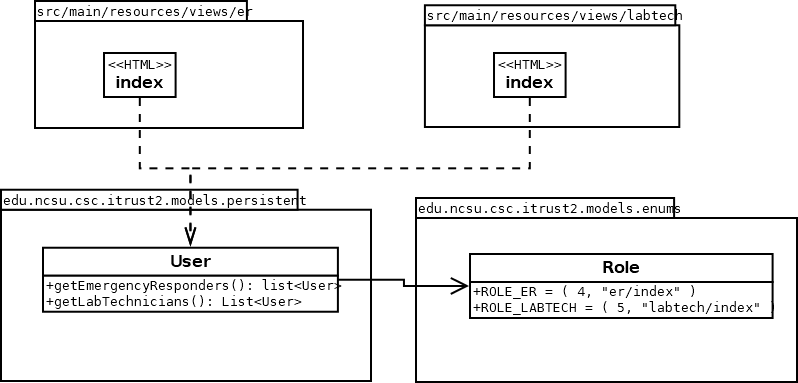 src/main/resources/views/er
src/main/resources/views/labtech
<<HTML>>
index
<<HTML>>
index
edu.ncsu.csc.itrust2.models.persistent
edu.ncsu.csc.itrust2.models.enums
User
+getEmergencyResponders(): list<User>
+getLabTechnicians(): List<User>
Role
+ROLE_ER = ( 4, "er/index" )
+ROLE_LABTECH = ( 5, "labtech/index" )